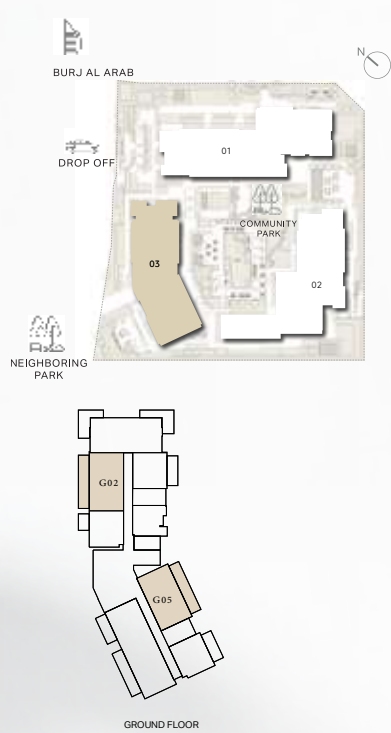 N
BURJ AL ARAB
DROP OFF
01
COMMUNITY
PARK
03
02
NEIGHBORING
PARK
G02
G05
GROUND FLOOR